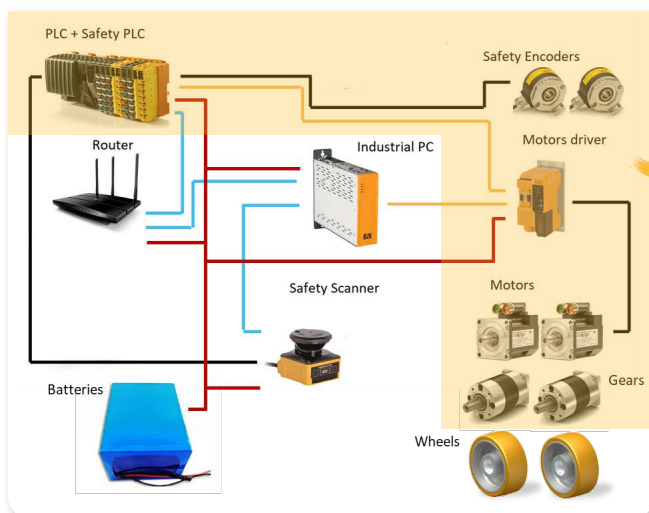 PLC + Safety PLC
Safety Encoders
Router
Industrial PC
Motors driver
Safety Scanner
Motors
Batteries
Gears
Wheels